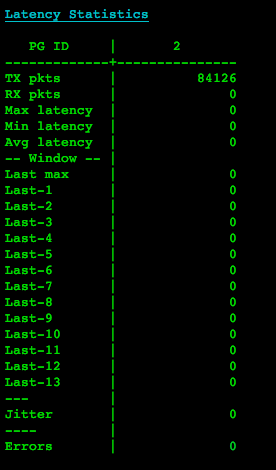 Latency Statistics
PG ID | 2
-------------+---------------
TX pkts | 84126
RX pkts | 0
Max latency | 0
Min latency | 0
Avg latency | 0
-- Window -- |
Last max | 0
Last-1 | 0
Last-2 | 0
Last-3 | 0
Last-4 | 0
Last-5 | 0
Last-6 | 0
Last-7 | 0
Last-8 | 0
Last-9 | 0
Last-10 | 0
Last-11 | 0
Last-12 | 0
Last-13 | 0
--- |
Jitter | 0
---- |
Errors | 0